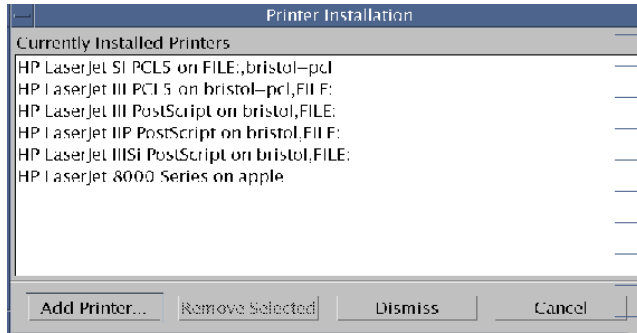 Printer Installation
Currently Installed Printers
HP LaserJet SI PCL5 on FILE:,bristol-pcl
HP LaserJet III PCL5 on bristol-pcl,FILE:
HP LaserJet III PostScript on bristol,FILE:
HP LaserJet IIP PostScript on bristol,FILE:
HP LaserJet IIISi PostScript on bristol,FILE:
HP LaserJet 8000 Series on apple
Add Printer... Remove Selected Dismiss Cancel